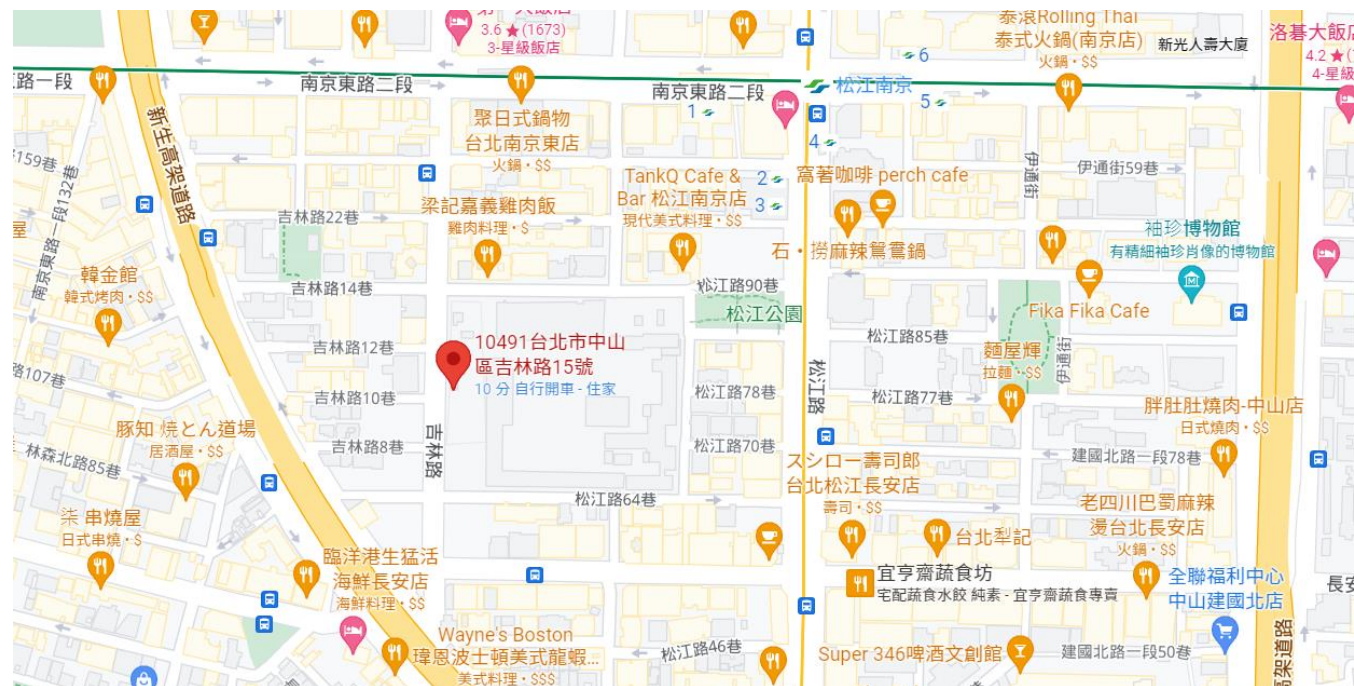 3.6 ★ (1673)
3-星級飯店
泰滾Rolling Thai
泰式火鍋(南京店)
火鍋・$$
新光人壽大廈
洛碁大飯店
4.2 ★
4-星級
6
南京東路二段
南京東路二段
松江南京
5
1
4
2
3
新生高架道路
聚日式鍋物
台北南京東店
火鍋・$$
TankQ Cafe &
Bar 松江南京店
現代美式料理・$$
窩著咖啡 perch cafe
伊通街
伊通街59巷
159巷
南京東路一段132巷
吉林路22巷
梁記嘉義雞肉飯
雞肉料理・$
石・撈麻辣鴛鴦鍋
袖珍博物館
有精細袖珍肖像的博物館
韓金館
韓式烤肉・$$
吉林路14巷
松江路90巷
松江公園
Fika Fika Cafe
10491台北市中山
區吉林路15號
10 分 自行開車 - 住家
吉林路12巷
松江路85巷
麵屋輝
拉麵・$$
伊通街
路107巷
吉林路10巷
松江路78巷
松江路
松江路77巷
胖肚肚燒肉-中山店
日式燒肉・$$
豚知 焼とん道場
居酒屋・$$
林森北路85巷
吉林路8巷
吉林路
松江路70巷
建國北路一段78巷
スシロー壽司郎
台北松江長安店
壽司・$$
松江路64巷
老四川巴蜀麻辣
燙台北長安店
火鍋・$$
柒 串燒屋
日式串燒・$
台北犁記
臨洋港生猛活
海鮮長安店
海鮮料理・$$
宜亨齋蔬食坊
宅配蔬食水餃 純素 - 宜亨齋蔬食專賣
全聯福利中心
中山建國北店
Wayne's Boston
瑋恩波士頓美式龍蝦...
美式料理・$$$
松江路46巷
Super 346啤酒文創館
建國北路一段50巷
高架道路